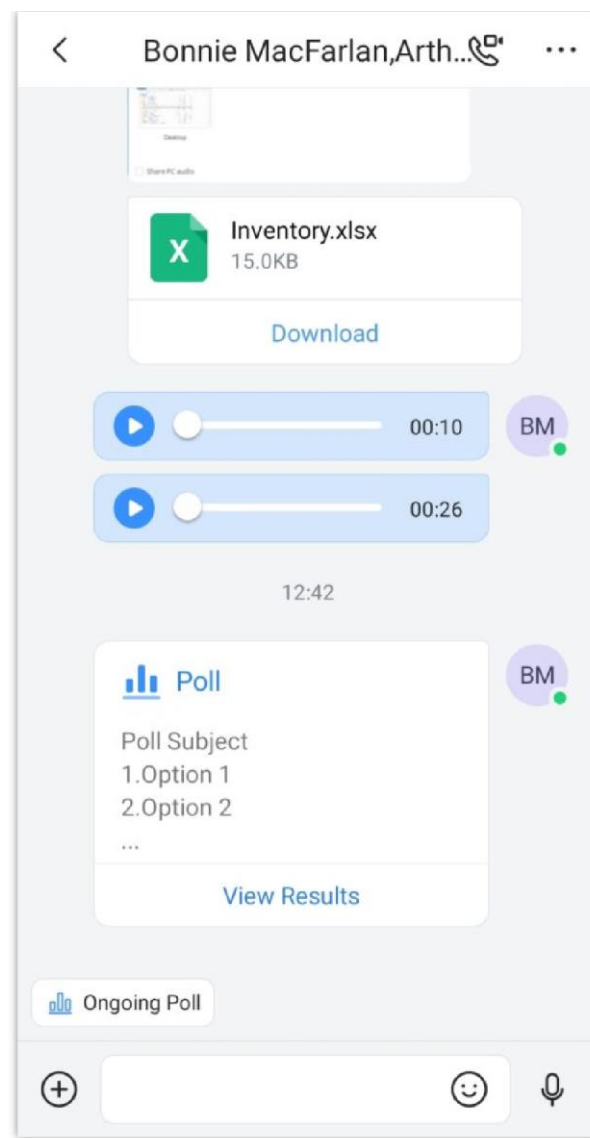 Bonnie MacFarlan,Arth...
Desktop
Share PC audio
X
Inventory.xlsx
15.0KB
Download
00:10
BM
00:26
12:42
Poll
BM
Poll Subject
1.Option 1
2.Option 2
...
View Results
Ongoing Poll